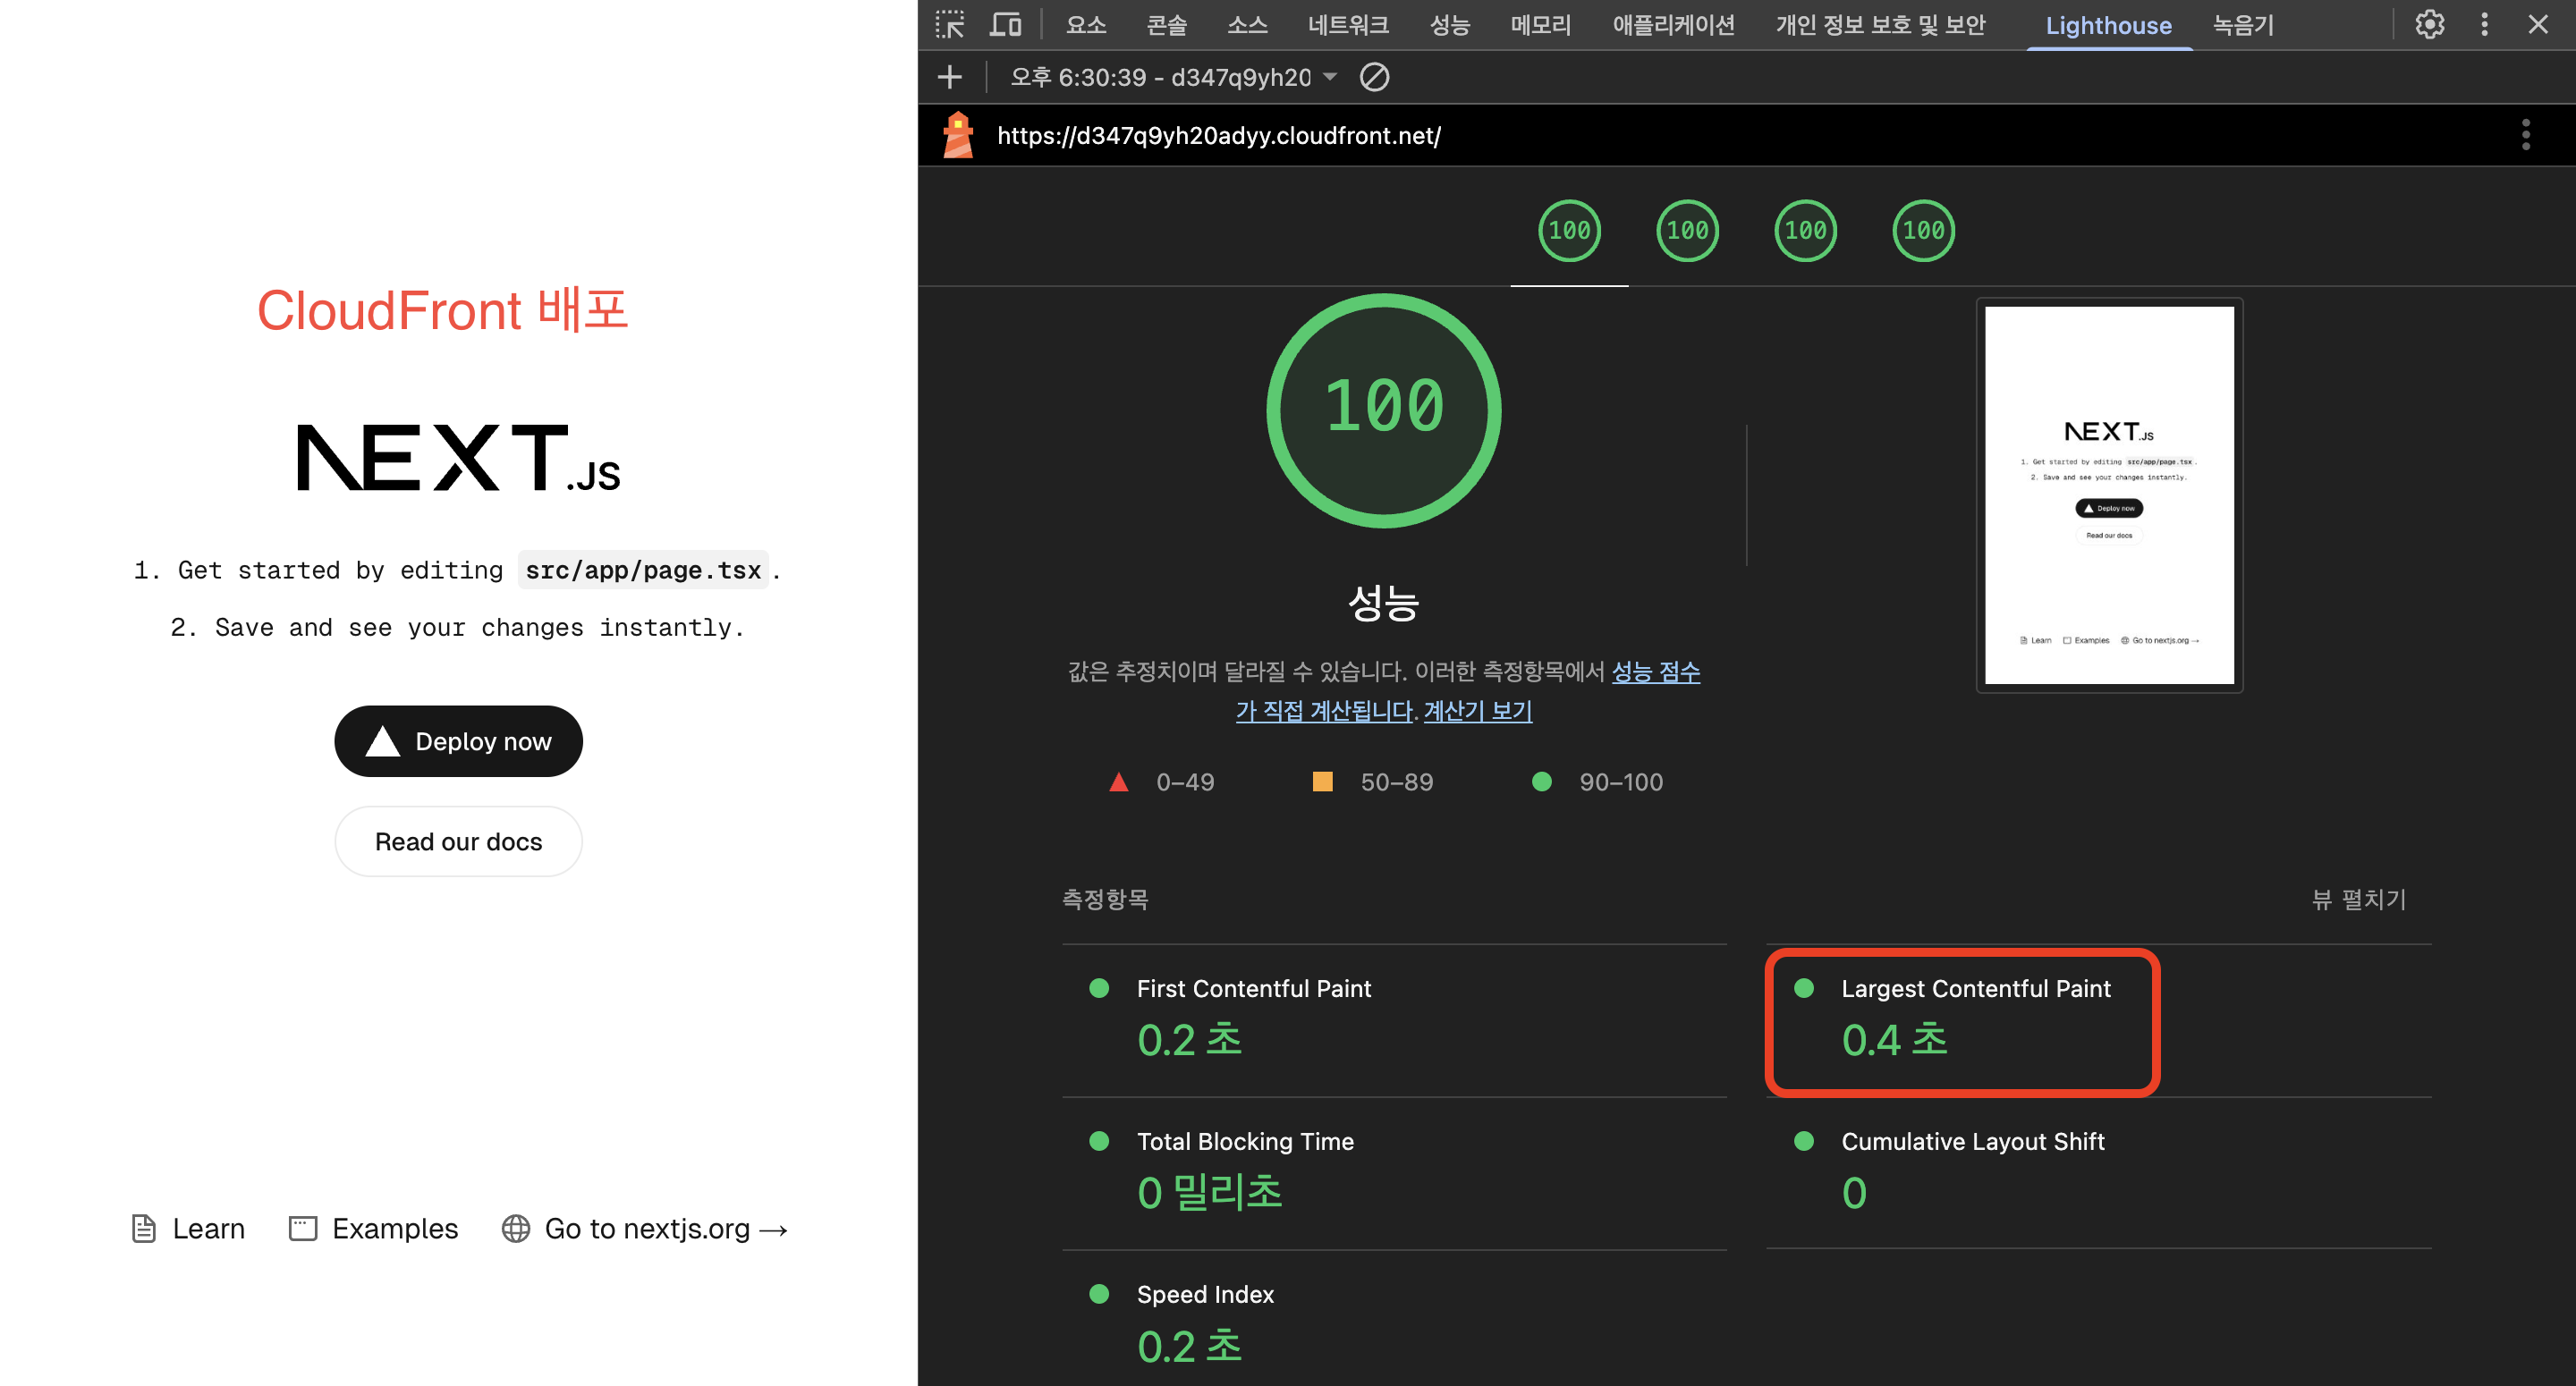 CloudFront 배포
NEXT.JS
1. Get started by editing src/app/page.tsx.
2. Save and see your changes instantly.
Deploy now
Read our docs
Learn
Examples
Go to nextjs.org →
요소 콘솔 소스 네트워크 성능 메모리 애플리케이션 개인 정보 보호 및 보안 Lighthouse 녹음기
오후 6:30:39 - d347q9yh20
https://d347q9yh20adyy.cloudfront.net/
100 100 100 100
100
성능
값은 추정치이며 달라질 수 있습니다. 이러한 측정항목에서 성능 점수
가 직접 계산됩니다. 계산기 보기
0–49 50–89 90–100
NEXT.JS
1. Get started by editing src/app/page.tsx.
2. Save and see your changes instantly.
Deploy now
Read our docs
Learn Examples Go to nextjs.org →
측정항목
뷰 펼치기
First Contentful Paint
0.2 초
Largest Contentful Paint
0.4 초
Total Blocking Time
0 밀리초
Cumulative Layout Shift
0
Speed Index
0.2 초